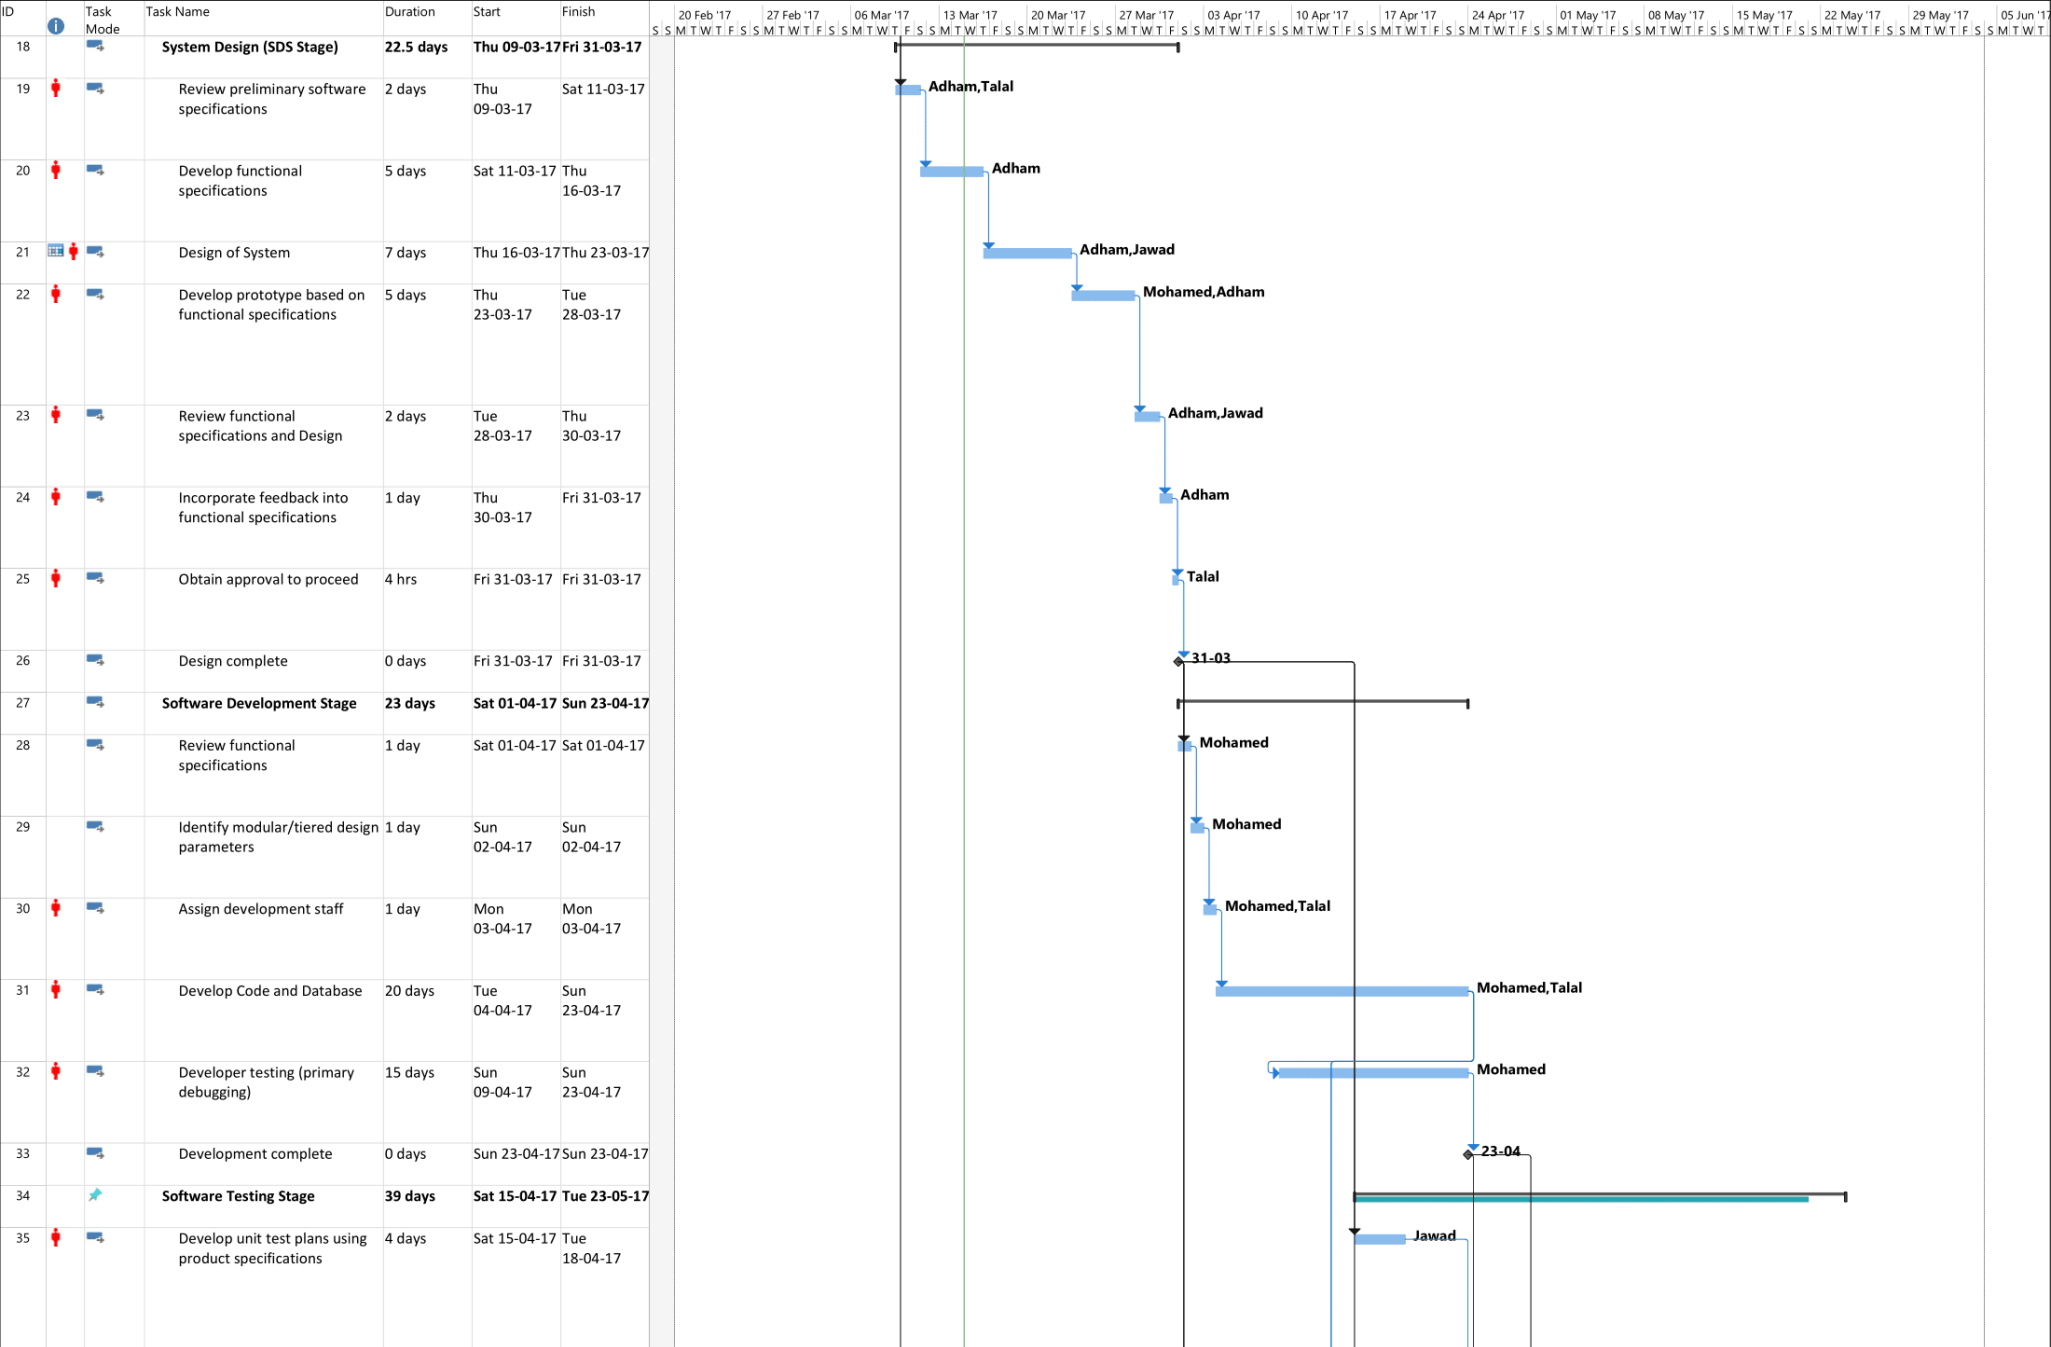 ID Task Mode Task Name Duration Start Finish
20 Feb '17 27 Feb '17 06 Mar '17 13 Mar '17 20 Mar '17 27 Mar '17 03 Apr '17 10 Apr '17 17 Apr '17 24 Apr '17 01 May '17 08 May '17 15 May '17 22 May '17 29 May '17 05 Jun '17
S S M T W T F S S M T W T F S S M T W T F S S M T W T F S S M T W T F S S M T W T F S S M T W T F S S M T W T F S S M T W T F S S M T W T F S S M T W T F S S M T W T F S S M T W T F S S M T W T F S S M T W T F S S M T W T
18 System Design (SDS Stage) 22.5 days Thu 09-03-17 Fri 31-03-17
19 Review preliminary software 2 days Thu Sat 11-03-17 Adham,Talal
specifications 09-03-17
20 Develop functional 5 days Sat 11-03-17 Thu Adham
specifications 16-03-17
21 Design of System 7 days Thu 16-03-17 Thu 23-03-17 Adham,Jawad
22 Develop prototype based on 5 days Thu Tue Mohamed,Adham
functional specifications 23-03-17 28-03-17
23 Review functional 2 days Tue Thu Adham,Jawad
specifications and Design 28-03-17 30-03-17
24 Incorporate feedback into 1 day Thu Fri 31-03-17 Adham
functional specifications 30-03-17
25 Obtain approval to proceed 4 hrs Fri 31-03-17 Fri 31-03-17 Talal
26 Design complete 0 days Fri 31-03-17 Fri 31-03-17 31-03
27 Software Development Stage 23 days Sat 01-04-17 Sun 23-04-17
28 Review functional 1 day Sat 01-04-17 Sat 01-04-17 Mohamed
specifications
29 Identify modular/tiered design 1 day Sun Sun Mohamed
parameters 02-04-17 02-04-17
30 Assign development staff 1 day Mon Mon Mohamed,Talal
03-04-17 03-04-17
31 Develop Code and Database 20 days Tue Sun Mohamed,Talal
04-04-17 23-04-17
32 Developer testing (primary 15 days Sun Sun Mohamed
debugging) 09-04-17 23-04-17
33 Development complete 0 days Sun 23-04-17 Sun 23-04-17 23-04
34 Software Testing Stage 39 days Sat 15-04-17 Tue 23-05-17
35 Develop unit test plans using 4 days Sat 15-04-17 Tue Jawad
product specifications 18-04-17